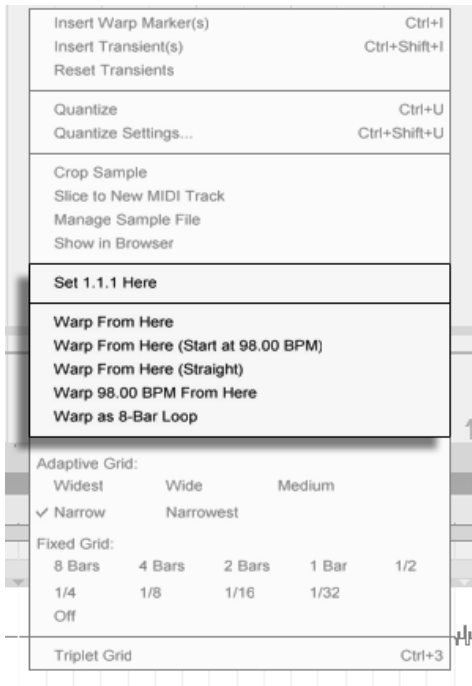 Insert Warp Marker(s) Ctrl+I
Insert Transient(s) Ctrl+Shift+I
Reset Transients
Quantize Ctrl+U
Quantize Settings... Ctrl+Shift+U
Crop Sample
Slice to New MIDI Track
Manage Sample File
Show in Browser
Set 1.1.1 Here
Warp From Here
Warp From Here (Start at 98.00 BPM)
Warp From Here (Straight)
Warp 98.00 BPM From Here
Warp as 8-Bar Loop
Adaptive Grid:
Widest Wide Medium
✓ Narrow Narrowest
Fixed Grid:
8 Bars 4 Bars 2 Bars 1 Bar 1/2
1/4 1/8 1/16 1/32
Off
Triplet Grid Ctrl+3